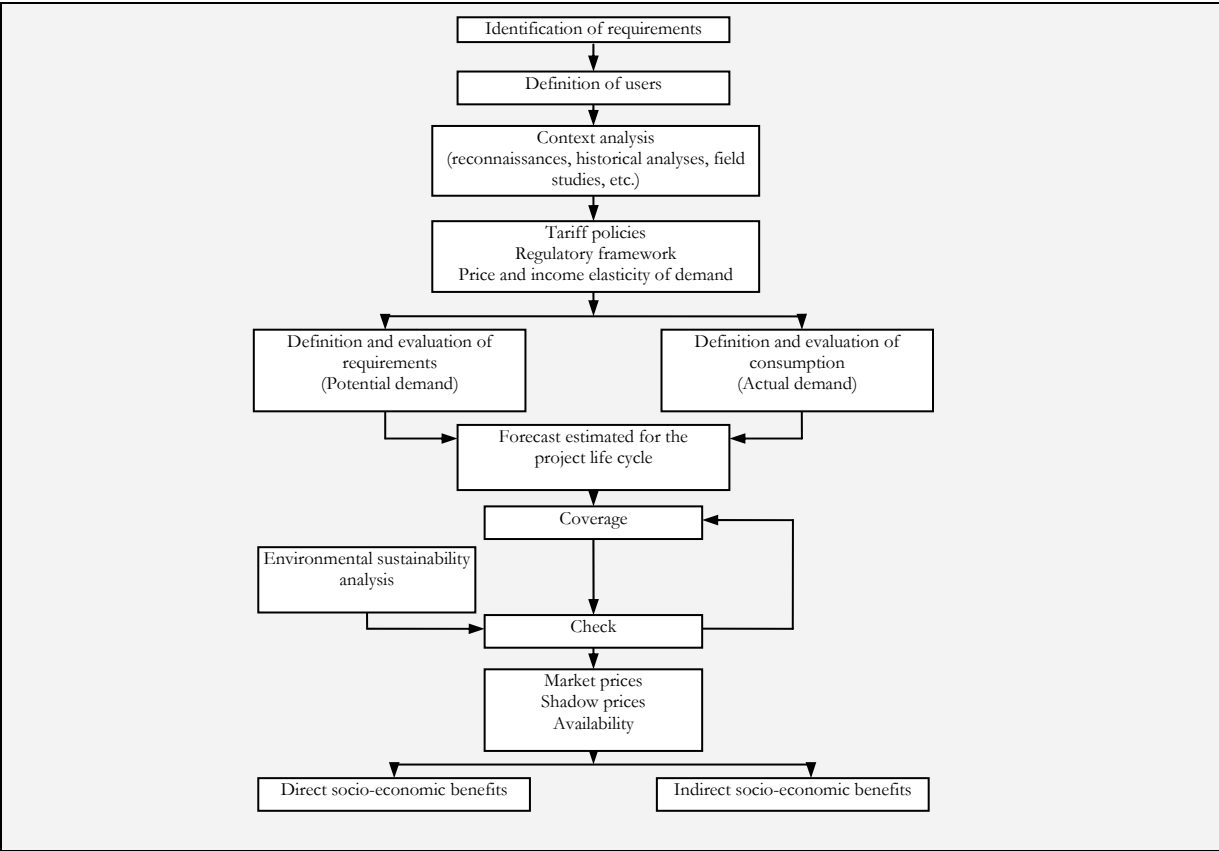 Identification of requirements
Definition of users
Context analysis
(reconnaissances, historical analyses, field
studies, etc.)
Tariff policies
Regulatory framework
Price and income elasticity of demand
Definition and evaluation of
requirements
(Potential demand)
Definition and evaluation of
consumption
(Actual demand)
Forecast estimated for the
project life cycle
Coverage
Environmental sustainability
analysis
Check
Market prices
Shadow prices
Availability
Direct socio-economic benefits
Indirect socio-economic benefits